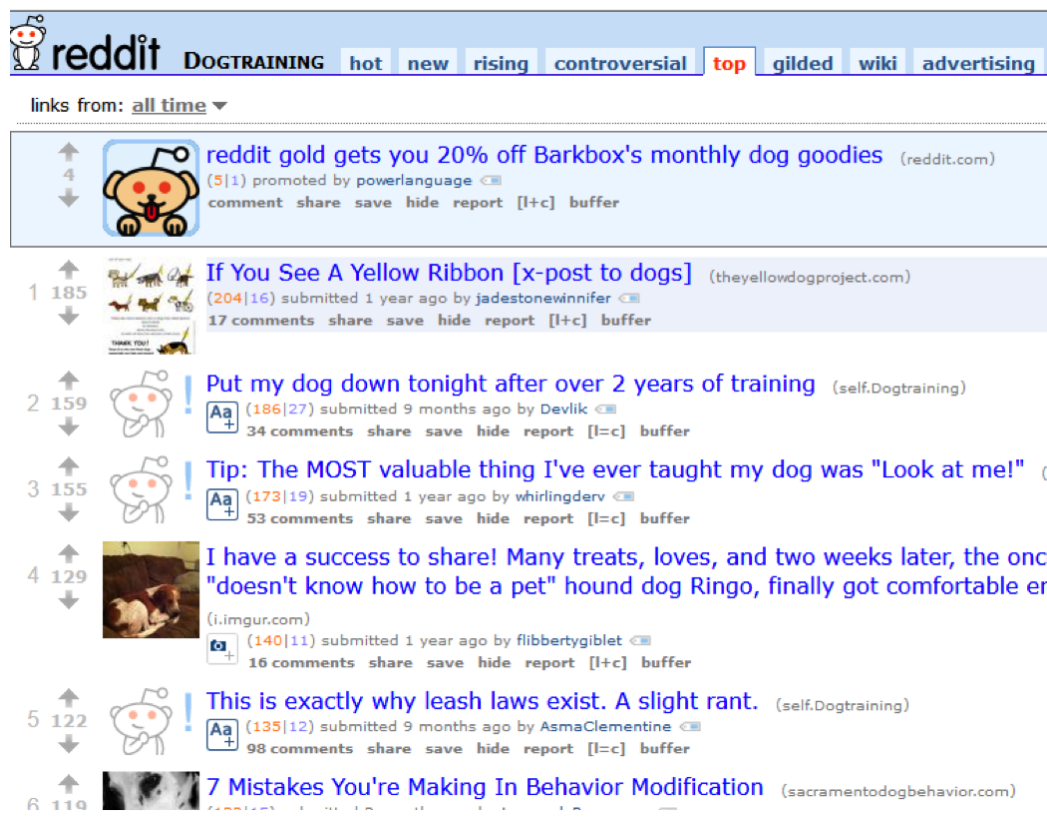 reddit DOGTRAINING hot new rising controversial top gilded wiki advertising
links from: all time
4
reddit gold gets you 20% off Barkbox's monthly dog goodies (reddit.com)
(5|1) promoted by powerlanguage
comment share save hide report [l+c] buffer
1 185
THANK YOU!
If You See A Yellow Ribbon [x-post to dogs] (theyellowdogproject.com)
(204|16) submitted 1 year ago by jadestonewinnifer
17 comments share save hide report [l+c] buffer
2 159
!
Put my dog down tonight after over 2 years of training (self.Dogtraining)
Aa+ (186|27) submitted 9 months ago by Devlik
34 comments share save hide report [l=c] buffer
3 155
!
Tip: The MOST valuable thing I've ever taught my dog was "Look at me!" (
Aa+ (173|19) submitted 1 year ago by whirlingderv
53 comments share save hide report [l=c] buffer
4 129
I have a success to share! Many treats, loves, and two weeks later, the onc
"doesn't know how to be a pet" hound dog Ringo, finally got comfortable er
(i.imgur.com)
(140|11) submitted 1 year ago by flibbertygiblet
16 comments share save hide report [l+c] buffer
5 122
!
This is exactly why leash laws exist. A slight rant. (self.Dogtraining)
Aa+ (135|12) submitted 9 months ago by AsmaClementine
98 comments share save hide report [l=c] buffer
6 119
7 Mistakes You're Making In Behavior Modification (sacramentodogbehavior.com)